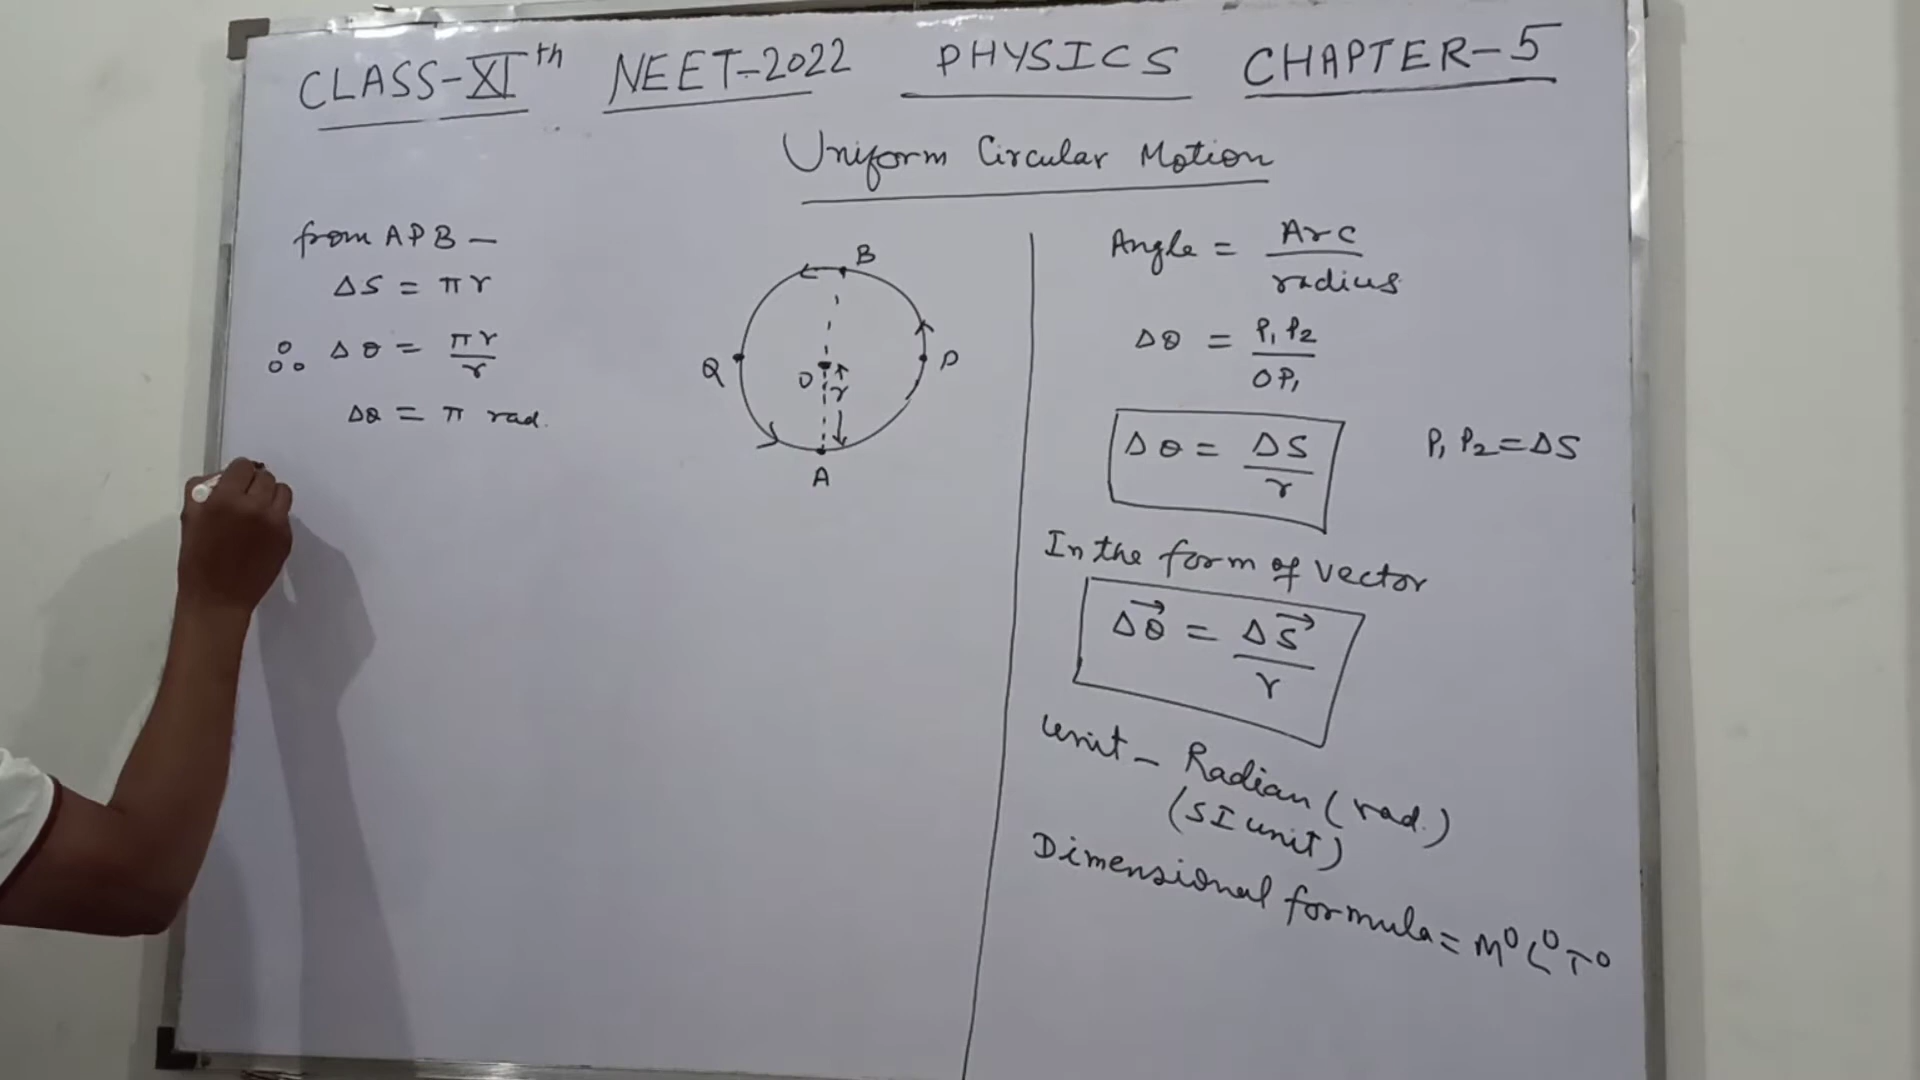 CLASS-XIth NEET-2022 PHYSICS CHAPTER-5
Uniform Circular Motion
from APB —
ΔS = πr
∴ Δθ = πr/r
Δθ = π rad.
B
Q
O
r
P
A
Angle = Arc/radius
Δθ = P₁P₂/OP₁
Δθ = ΔS/r
P₁P₂=ΔS
In the form of vector
Δθ⃗ = ΔS⃗/r
Unit - Radian (rad.)
(SI unit)
Dimensional formula = M⁰L⁰T⁰